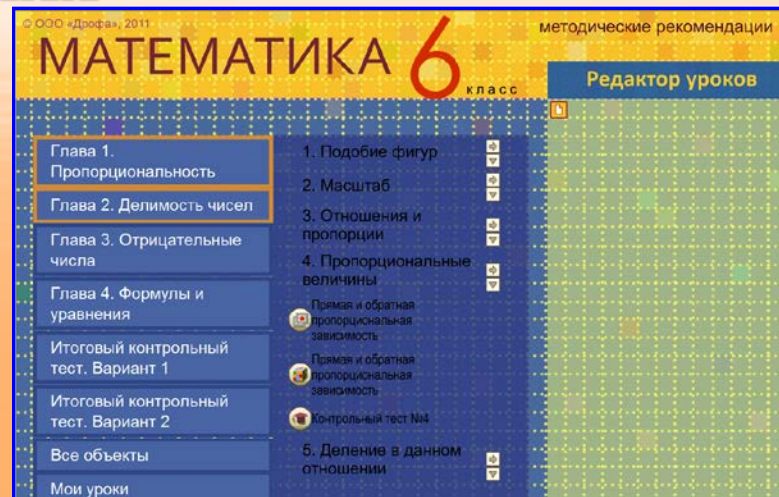 © ООО «Дрофа», 2011
методические рекомендации
МАТЕМАТИКА 6
класс
Редактор уроков
Глава 1.
Пропорциональность
Глава 2. Делимость чисел
Глава 3. Отрицательные
числа
Глава 4. Формулы и
уравнения
Итоговый контрольный
тест. Вариант 1
Итоговый контрольный
тест. Вариант 2
Все объекты
Мои уроки
1. Подобие фигур
2. Масштаб
3. Отношения и
пропорции
4. Пропорциональные
величины
Прямая и обратная
пропорциональная
зависимость
Прямая и обратная
пропорциональная
зависимость
Контрольный тест №4
5. Деление в данном
отношении